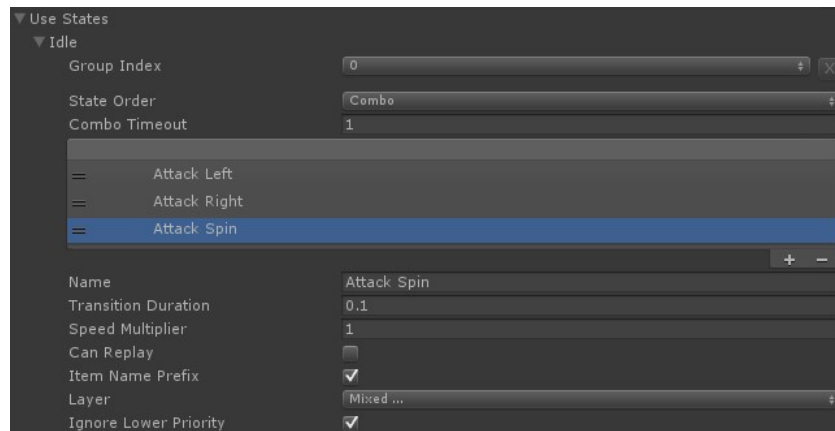 Use States
Idle
Group Index 0 X
State Order Combo
Combo Timeout 1
Attack Left
Attack Right
Attack Spin
+ −
Name Attack Spin
Transition Duration 0.1
Speed Multiplier 1
Can Replay
Item Name Prefix
Layer Mixed ...
Ignore Lower Priority